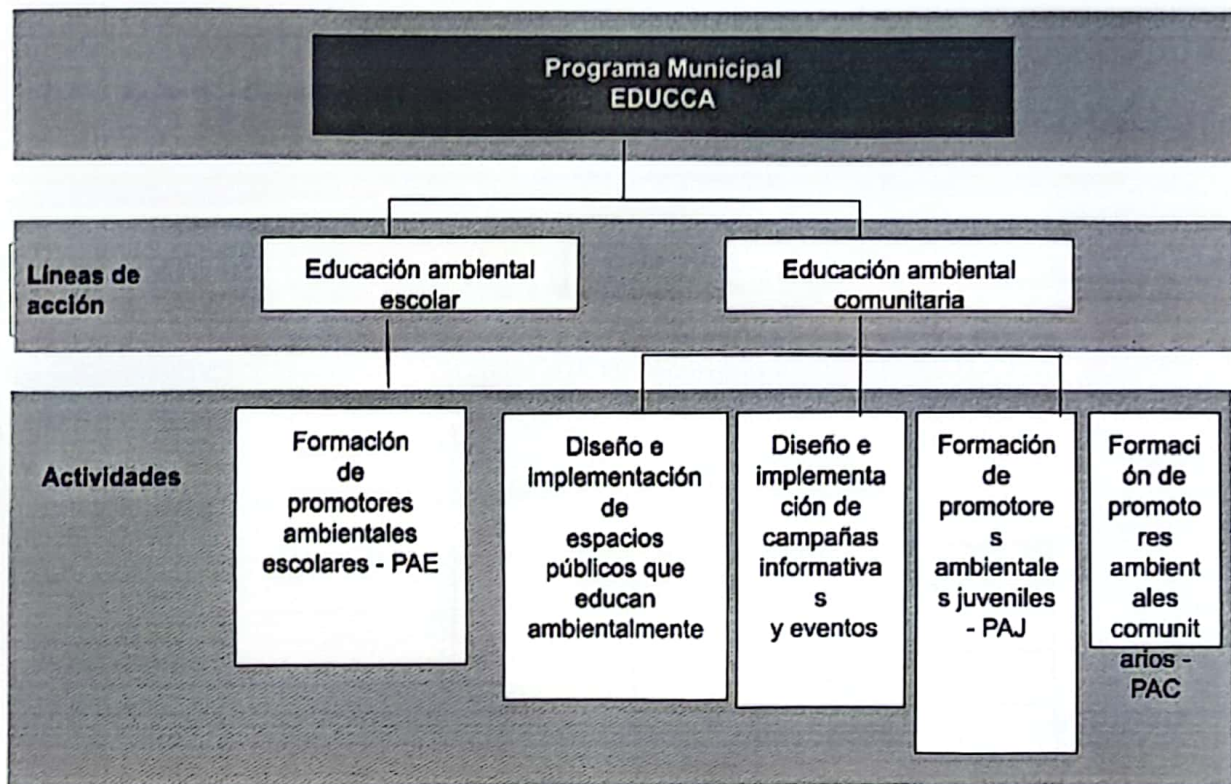 Programa Municipal
EDUCCA
Líneas de
acción
Educación ambiental
escolar
Educación ambiental
comunitaria
Actividades
Formación
de
promotores
ambientales
escolares - PAE
Diseño e
implementación
de
espacios
públicos que
educan
ambientalmente
Diseño e
implementa
ción de
campañas
informativa
s
y eventos
Formación
de
promotore
s
ambientale
s juveniles
- PAJ
Formaci
ón de
promoto
res
ambient
ales
comunit
arios -
PAC